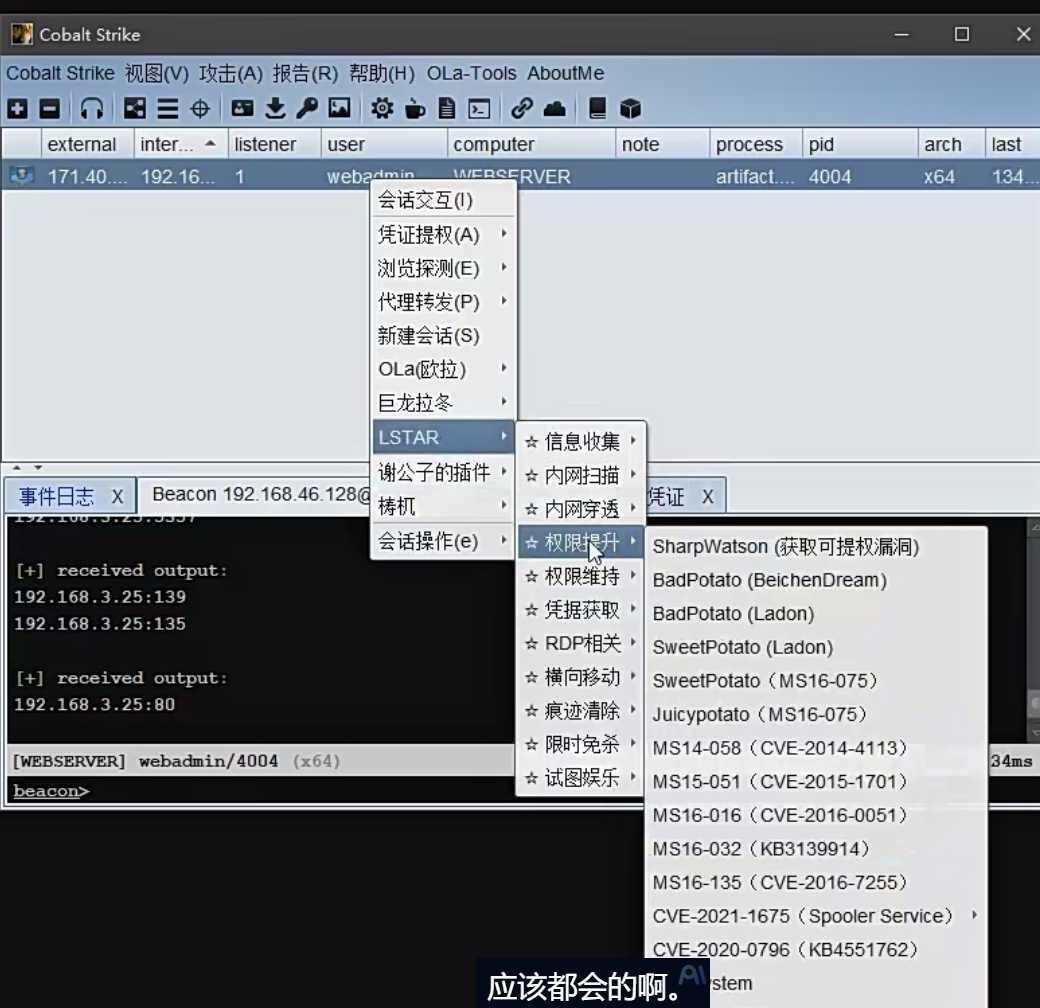 Cobalt Strike
Cobalt Strike 视图(V) 攻击(A) 报告(R) 帮助(H) OLa-Tools AboutMe
external inter... listener user computer note process pid arch last
171.40.... 192.16... 1 webadmin WEBSERVER artifact.... 4004 x64 134...
会话交互(I)
凭证提权(A)
浏览探测(E)
代理转发(P)
新建会话(S)
OLa(欧拉)
巨龙拉冬
LSTAR
谢公子的插件
梼杌
会话操作(e)
☆ 信息收集
☆ 内网扫描
☆ 内网穿透
☆ 权限提升
☆ 权限维持
☆ 凭据获取
☆ RDP相关
☆ 横向移动
☆ 痕迹清除
☆ 限时免杀
☆ 试图娱乐
SharpWatson (获取可提权漏洞)
BadPotato (BeichenDream)
BadPotato (Ladon)
SweetPotato (Ladon)
SweetPotato（MS16-075）
Juicypotato（MS16-075）
MS14-058（CVE-2014-4113）
MS15-051（CVE-2015-1701）
MS16-016（CVE-2016-0051）
MS16-032（KB3139914）
MS16-135（CVE-2016-7255）
CVE-2021-1675（Spooler Service）
CVE-2020-0796（KB4551762）
ystem
事件日志 X Beacon 192.168.46.128@ 凭证 X
[+] received output:
192.168.3.25:139
192.168.3.25:135
[+] received output:
192.168.3.25:80
[WEBSERVER] webadmin/4004 (x64) 34ms
beacon>
应该都会的啊。
AI